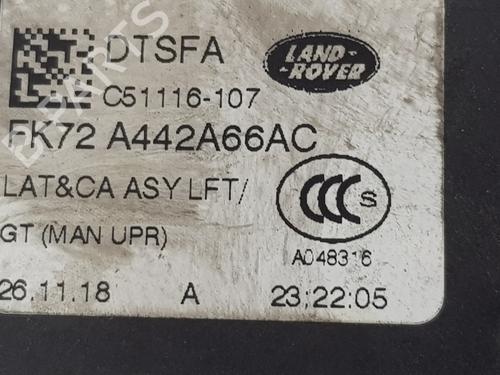 DTSFA
LAND-
-ROVER
C51116-107
FK72 A442A66AC
LAT&CA ASY LFT/
CCC S
GT (MAN UPR)
A048316
26.11.18 A 23:22:05
B-PARTS